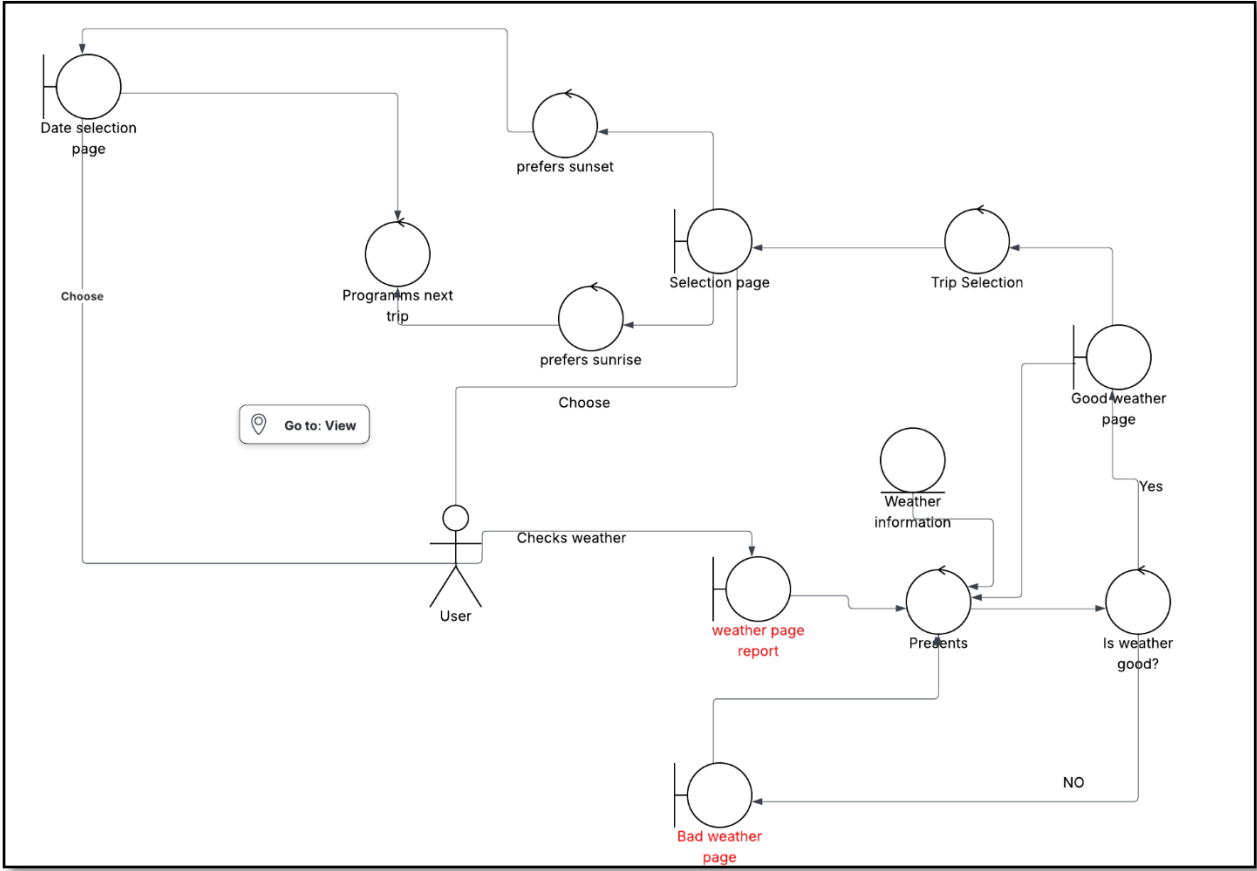 Date selection
page
prefers sunset
Selection page
Trip Selection
Choose
Programms next
trip
prefers sunrise
Choose
Good weather
page
Go to: View
Weather
information
Yes
Checks weather
User
weather page
report
Presents
Is weather
good?
NO
Bad weather
page